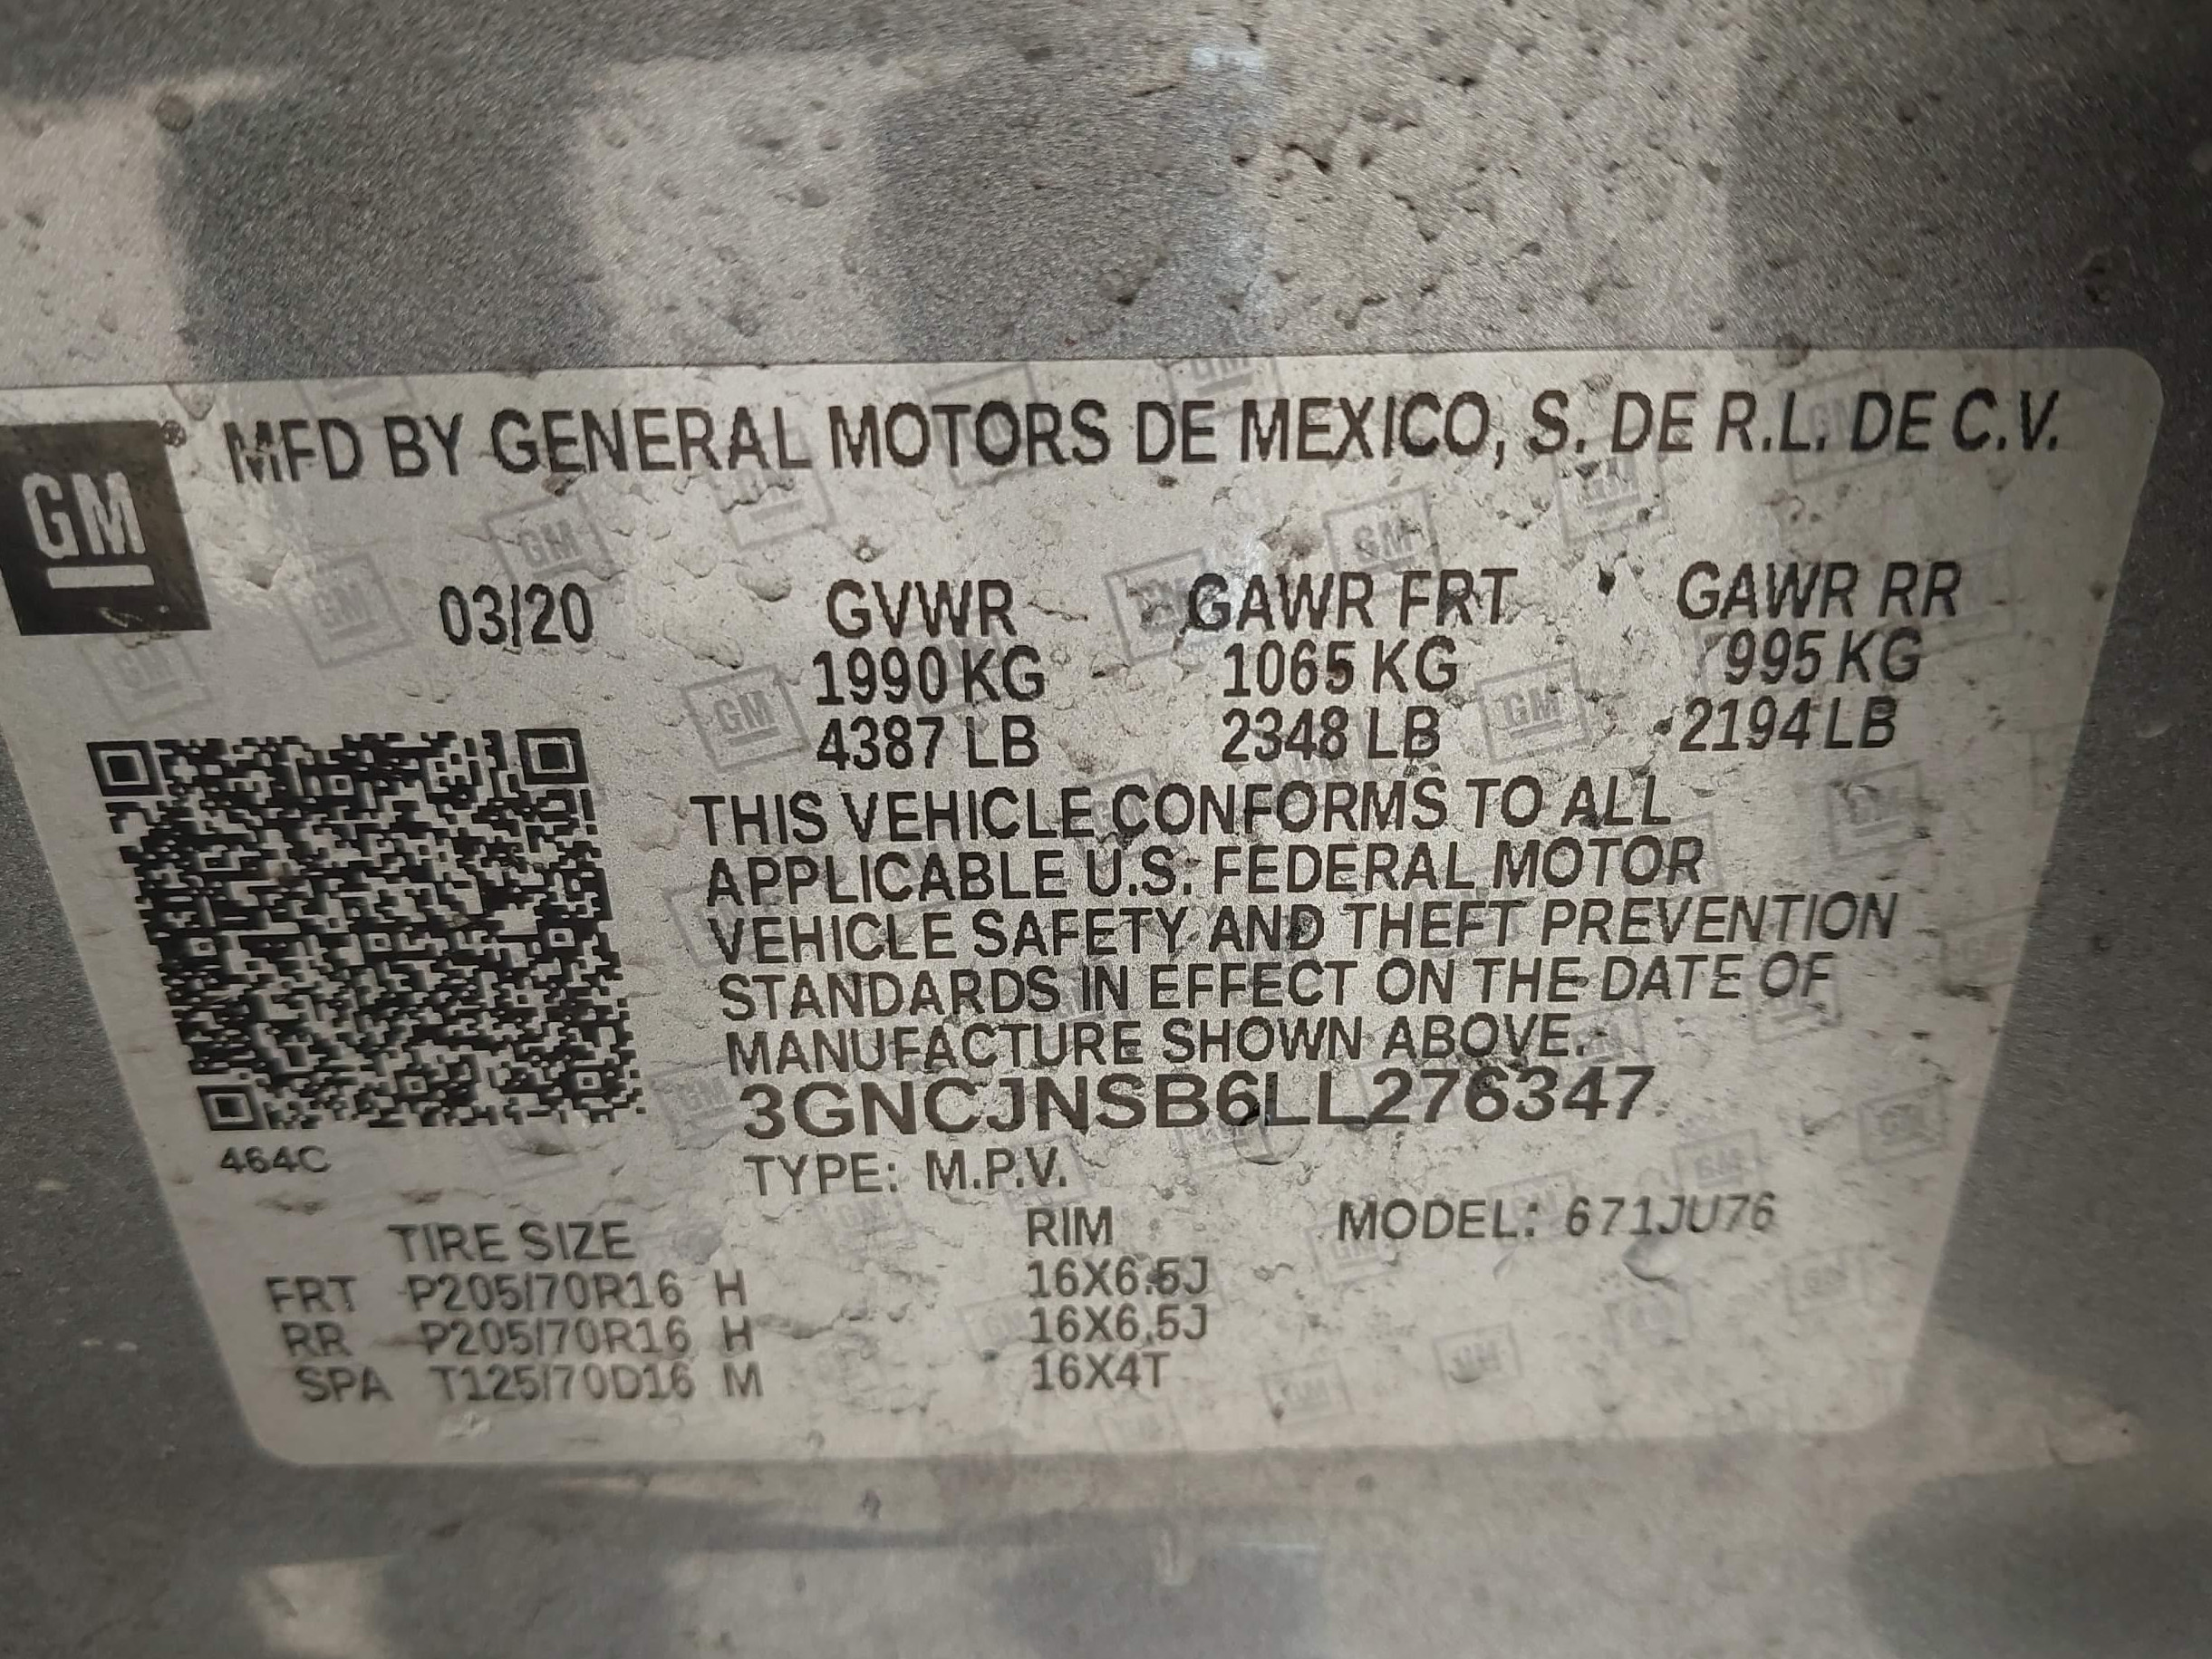 GM ® MFD BY GENERAL MOTORS DE MEXICO, S. DE R.L. DE C.V.
03/20 GVWR GAWR FRT GAWR RR
1990 KG 1065 KG 995 KG
4387 LB 2348 LB 2194 LB
THIS VEHICLE CONFORMS TO ALL
APPLICABLE U.S. FEDERAL MOTOR
VEHICLE SAFETY AND THEFT PREVENTION
STANDARDS IN EFFECT ON THE DATE OF
MANUFACTURE SHOWN ABOVE.
3GNCJNSB6LL276347
464C
TYPE: M.P.V.
TIRE SIZE RIM MODEL: 671JU76
FRT P205/70R16 H 16X6.5J
RR P205/70R16 H 16X6.5J
SPA T125/70D16 M 16X4T